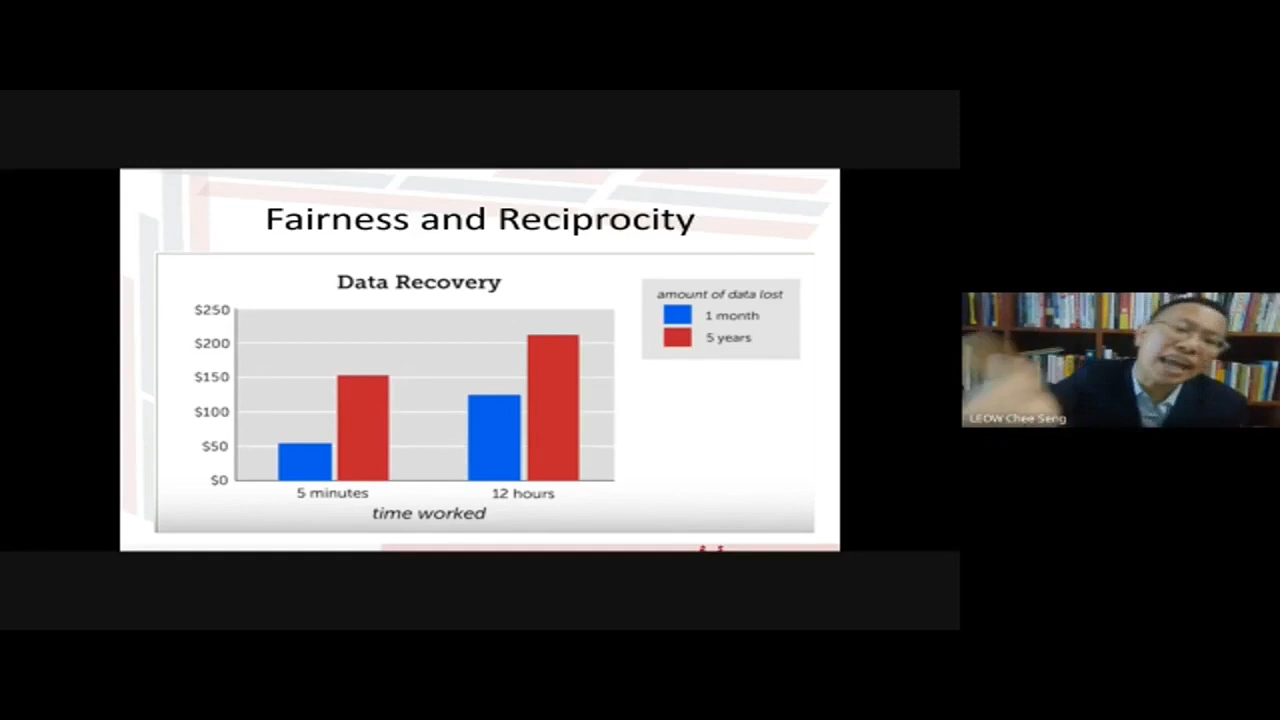 Fairness and Reciprocity
Data Recovery
amount of data lost
1 month
5 years
$250
$200
$150
$100
$50
$0
5 minutes
12 hours
time worked
LEOW Chee Seng